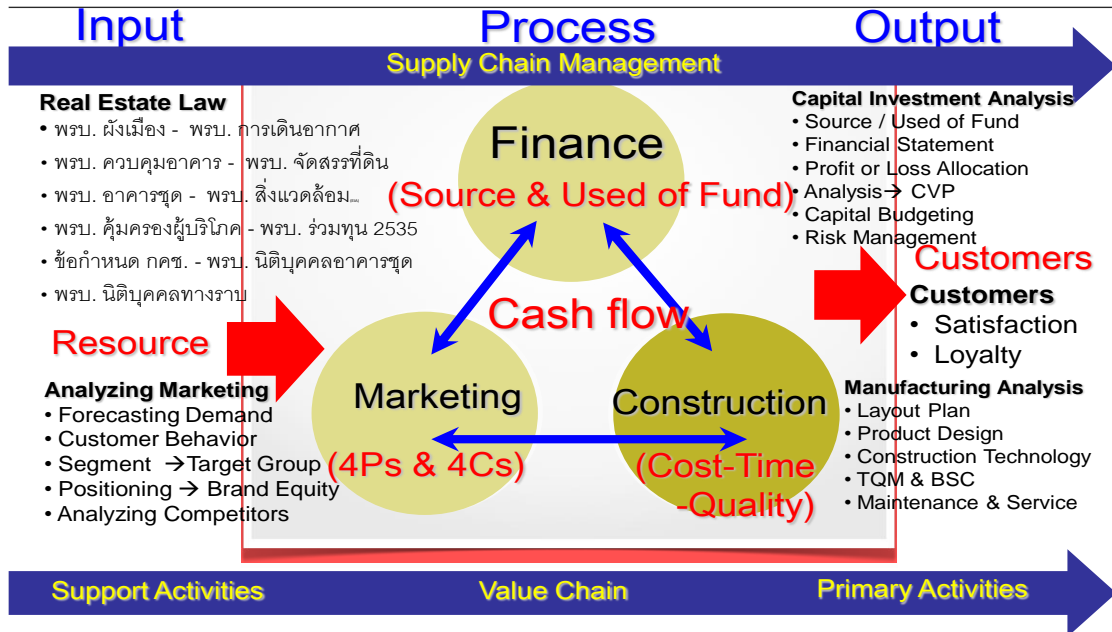 Input
Process
Output
Supply Chain Management
Real Estate Law
• พรบ. ผังเมือง - พรบ. การเดินอากาศ
• พรบ. ควบคุมอาคาร - พรบ. จัดสรรที่ดิน
• พรบ. อาคารชุด - พรบ. สิ่งแวดล้อม
• พรบ. คุ้มครองผู้บริโภค - พรบ. ร่วมทุน 2535
• ข้อกำหนด กคช. - พรบ. นิติบุคคลอาคารชุด
• พรบ. นิติบุคคลทางราบ
Resource
Analyzing Marketing
• Forecasting Demand
• Customer Behavior
• Segment →Target Group
• Positioning → Brand Equity
• Analyzing Competitors
Finance
(Source & Used of Fund)
Cash flow
Marketing
(4Ps & 4Cs)
Construction
(Cost-Time
-Quality)
Capital Investment Analysis
• Source / Used of Fund
• Financial Statement
• Profit or Loss Allocation
• Analysis→ CVP
• Capital Budgeting
• Risk Management
Customers
Customers
• Satisfaction
• Loyalty
Manufacturing Analysis
• Layout Plan
• Product Design
• Construction Technology
• TQM & BSC
• Maintenance & Service
Support Activities
Value Chain
Primary Activities